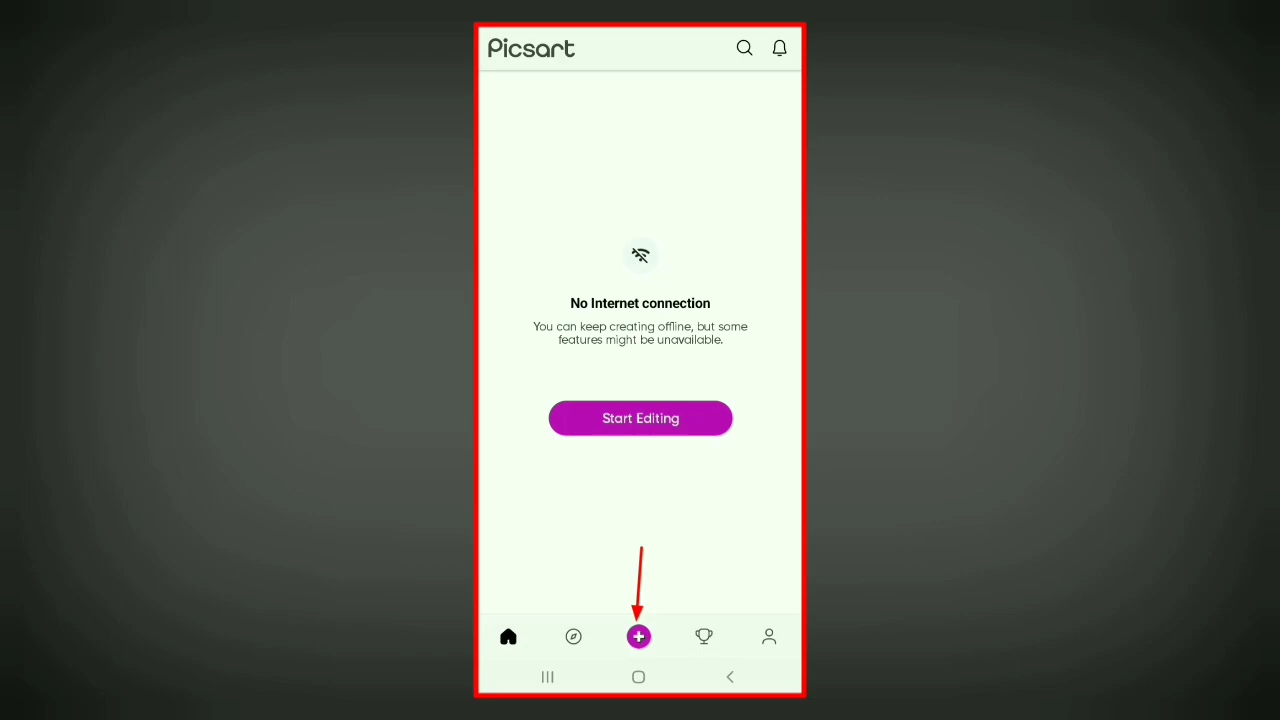 Picsart
No Internet connection
You can keep creating offline, but some
features might be unavailable.
Start Editing